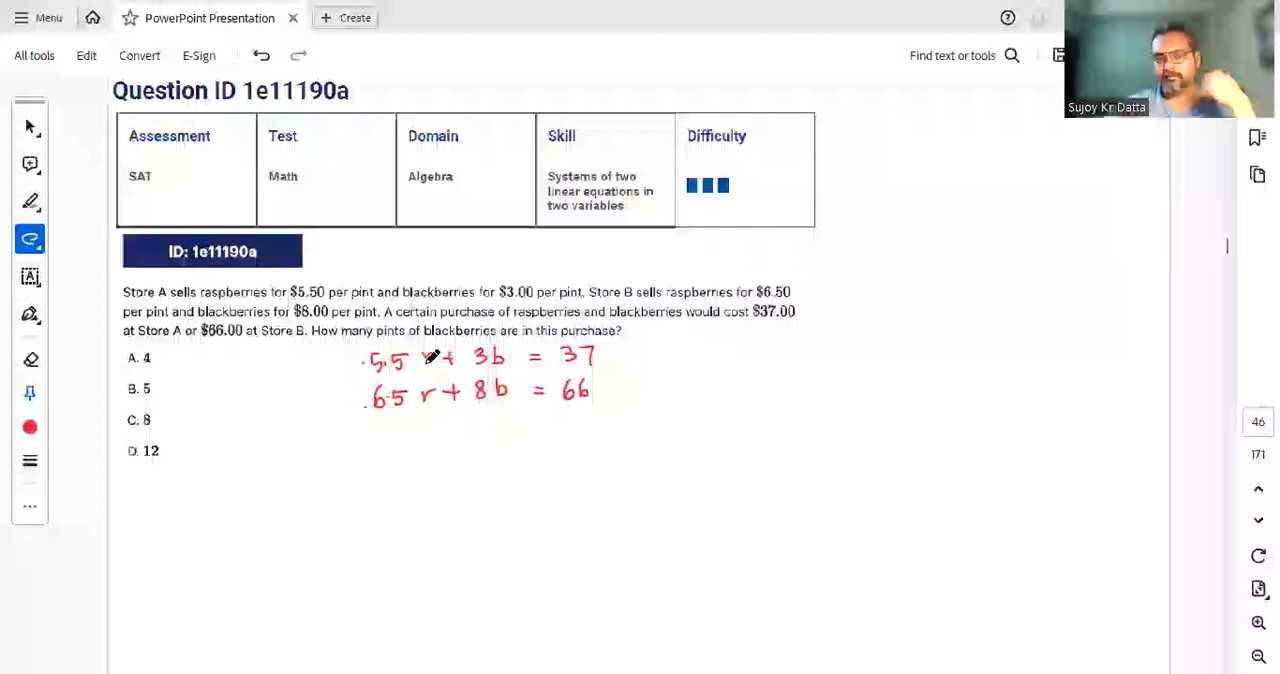 Menu
PowerPoint Presentation
Create
All tools
Edit
Convert
E-Sign
Find text or tools
Sujoy Kr Datta
Question ID 1e11190a
Assessment
Test
Domain
Skill
Difficulty
SAT
Math
Algebra
Systems of two
linear equations in
two variables
ID: 1e11190a
Store A sells raspberries for $5.50 per pint and blackberries for $3.00 per pint. Store B sells raspberries for $6.50
per pint and blackberries for $8.00 per pint. A certain purchase of raspberries and blackberries would cost $37.00
at Store A or $66.00 at Store B. How many pints of blackberries are in this purchase?
A. 4
B. 5
C. 8
D. 12
5.5 r + 3b = 37
6.5 r + 8b = 66
46
171